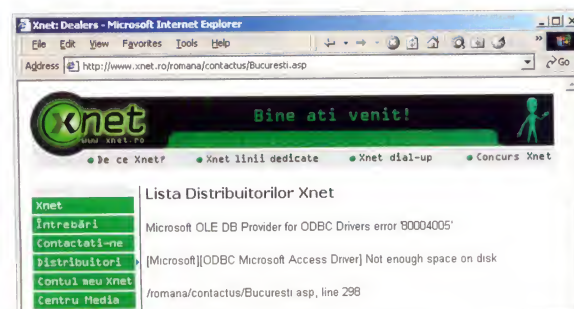 Xnet: Dealers - Microsoft Internet Explorer
File Edit View Favorites Tools Help
»
Address http://www.xnet.ro/romana/contactus/Bucuresti.asp Go
xnet
www xnet.ro
Bine ati venit!
De ce Xnet? Xnet linii dedicate Xnet dial-up Concurs Xnet
Lista Distribuitorilor Xnet
Xnet
Întrebări
Contactati-ne
Distribuitori
Contul meu Xnet
Centru Media
Microsoft OLE DB Provider for ODBC Drivers error '80004005'
[Microsoft][ODBC Microsoft Access Driver] Not enough space on disk
/romana/contactus/Bucuresti asp, line 298